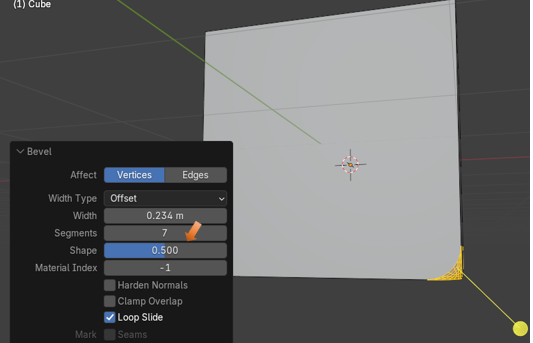 (1) Cube
Bevel
Affect Vertices Edges
Width Type Offset
Width 0.234 m
Segments 7
Shape 0.500
Material Index -1
Harden Normals
Clamp Overlap
Loop Slide
Mark Seams